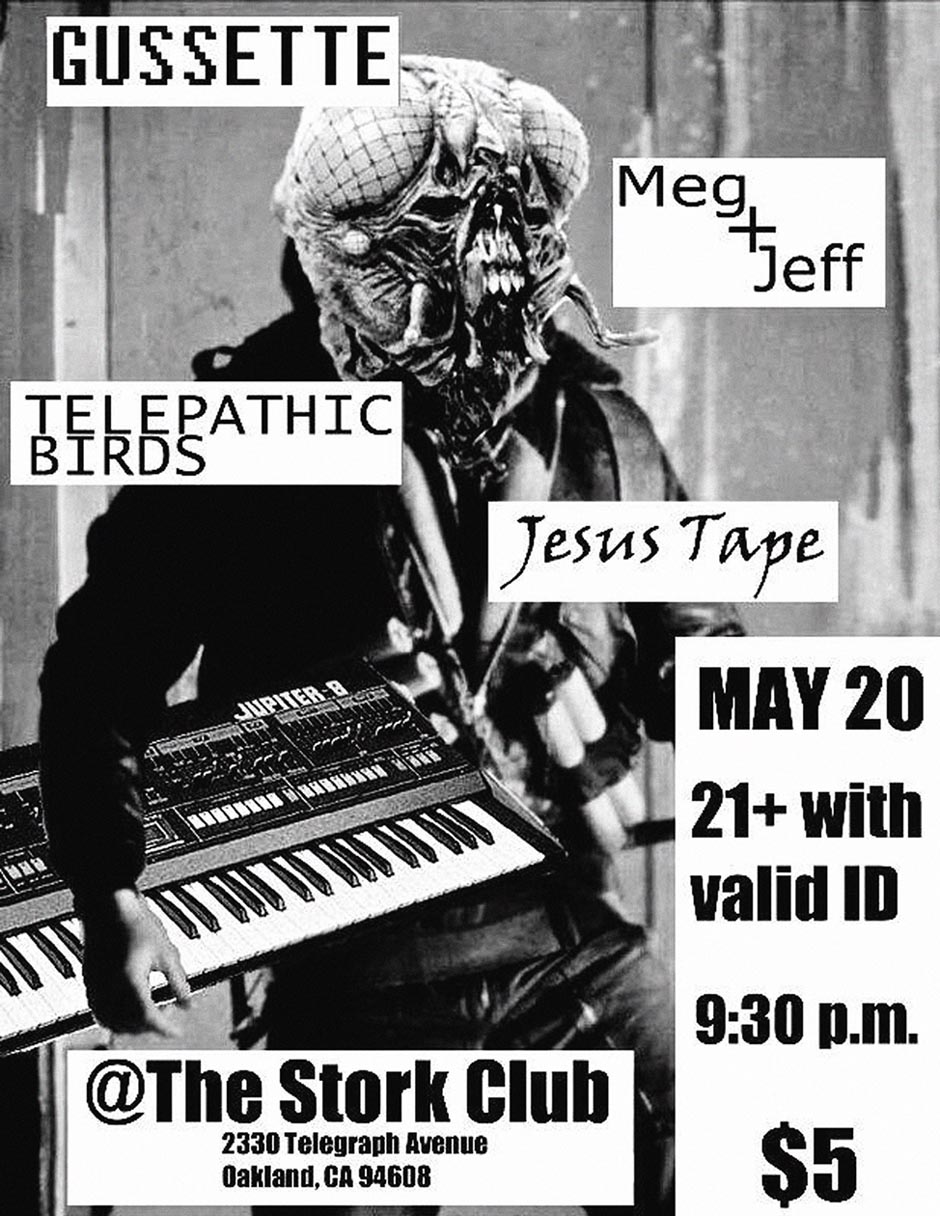 GUSSETTE
Meg
+
Jeff
TELEPATHIC
BIRDS
Jesus Tape
JUPITER-8
MAY 20
21+ with
valid ID
9:30 p.m.
$5
@The Stork Club
2330 Telegraph Avenue
Oakland, CA 94608